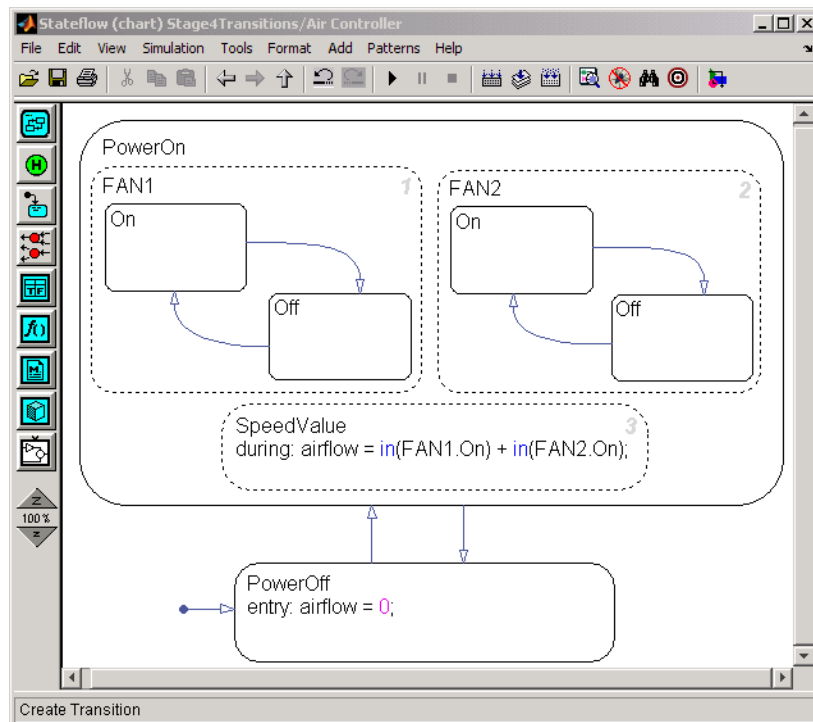 Stateflow (chart) Stage4Transitions/Air Controller
File Edit View Simulation Tools Format Add Patterns Help
PowerOn
FAN1 1
FAN2 2
On
On
Off
Off
SpeedValue 3
during: airflow = in(FAN1.On) + in(FAN2.On);
100 %
PowerOff
entry: airflow = 0;
Create Transition